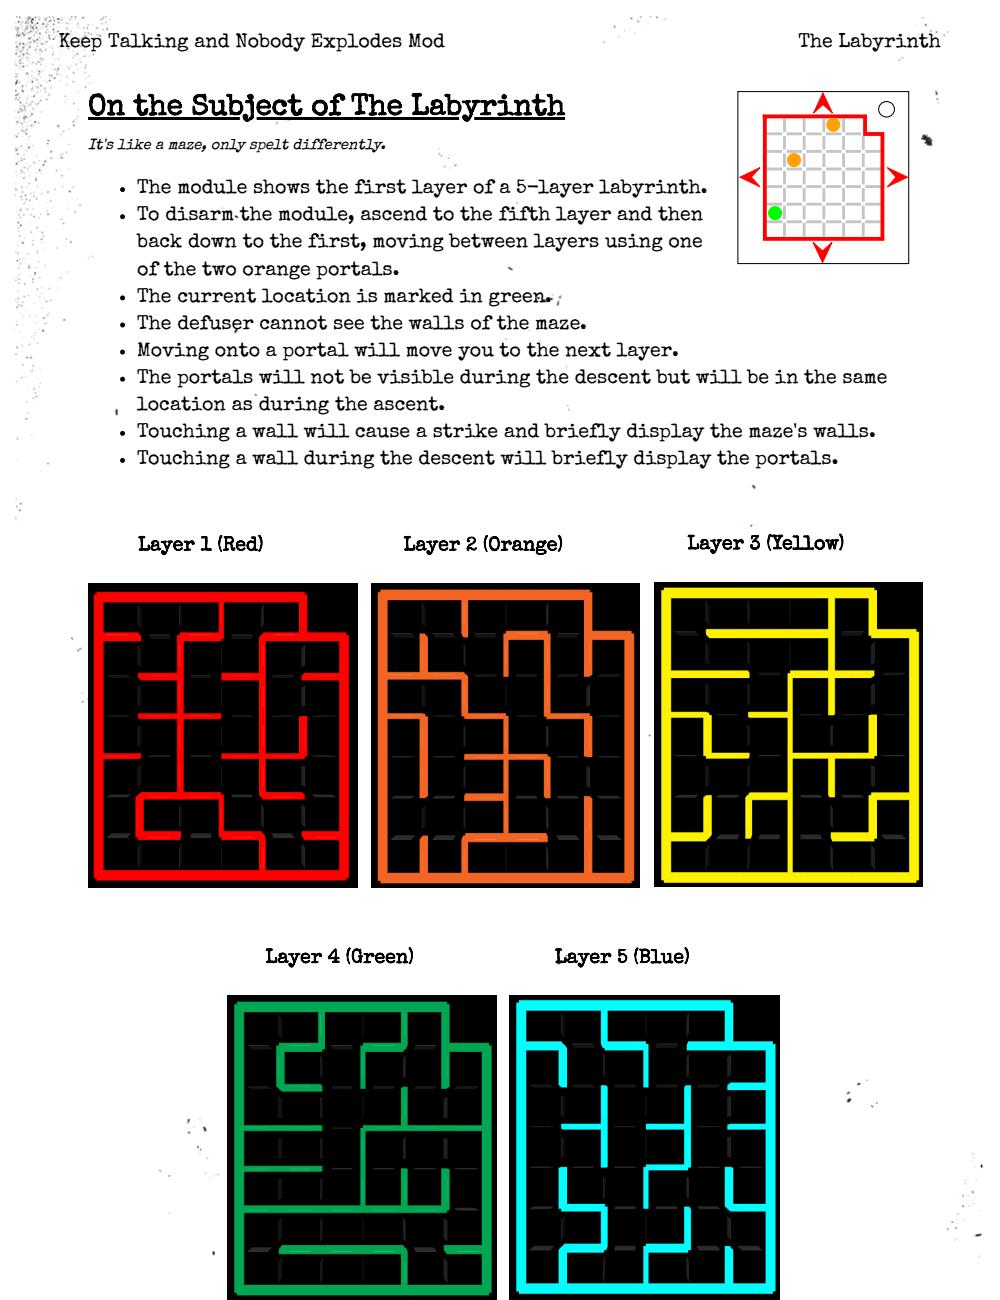 Keep Talking and Nobody Explodes Mod
The Labyrinth
On the Subject of The Labyrinth
It's like a maze, only spelt differently.
• The module shows the first layer of a 5-layer labyrinth.
• To disarm the module, ascend to the fifth layer and then
back down to the first, moving between layers using one
of the two orange portals.
• The current location is marked in green.
• The defuser cannot see the walls of the maze.
• Moving onto a portal will move you to the next layer.
• The portals will not be visible during the descent but will be in the same
location as during the ascent.
• Touching a wall will cause a strike and briefly display the maze's walls.
• Touching a wall during the descent will briefly display the portals.
Layer 1 (Red)
Layer 2 (Orange)
Layer 3 (Yellow)
Layer 4 (Green)
Layer 5 (Blue)